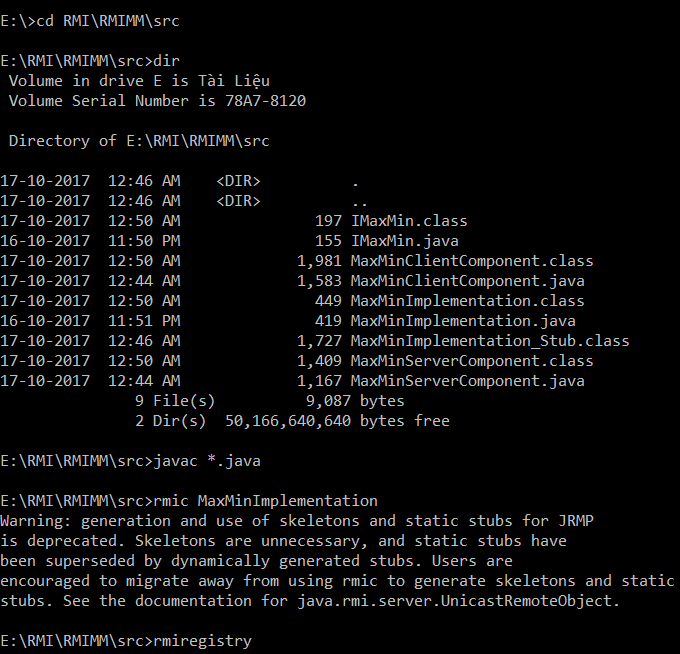 E:\>cd RMI\RMIMM\src
E:\RMI\RMIMM\src>dir
 Volume in drive E is Tài Liệu
 Volume Serial Number is 78A7-8120
 Directory of E:\RMI\RMIMM\src
17-10-2017  12:46 AM    <DIR>          .
17-10-2017  12:46 AM    <DIR>          ..
17-10-2017  12:50 AM               197 IMaxMin.class
16-10-2017  11:50 PM               155 IMaxMin.java
17-10-2017  12:50 AM             1,981 MaxMinClientComponent.class
17-10-2017  12:44 AM             1,583 MaxMinClientComponent.java
17-10-2017  12:50 AM               449 MaxMinImplementation.class
16-10-2017  11:51 PM               419 MaxMinImplementation.java
17-10-2017  12:46 AM             1,727 MaxMinImplementation_Stub.class
17-10-2017  12:50 AM             1,409 MaxMinServerComponent.class
17-10-2017  12:44 AM             1,167 MaxMinServerComponent.java
               9 File(s)          9,087 bytes
               2 Dir(s)  50,166,640,640 bytes free
E:\RMI\RMIMM\src>javac *.java
E:\RMI\RMIMM\src>rmic MaxMinImplementation
Warning: generation and use of skeletons and static stubs for JRMP
is deprecated. Skeletons are unnecessary, and static stubs have
been superseded by dynamically generated stubs. Users are
encouraged to migrate away from using rmic to generate skeletons and static
stubs. See the documentation for java.rmi.server.UnicastRemoteObject.
E:\RMI\RMIMM\src>rmiregistry